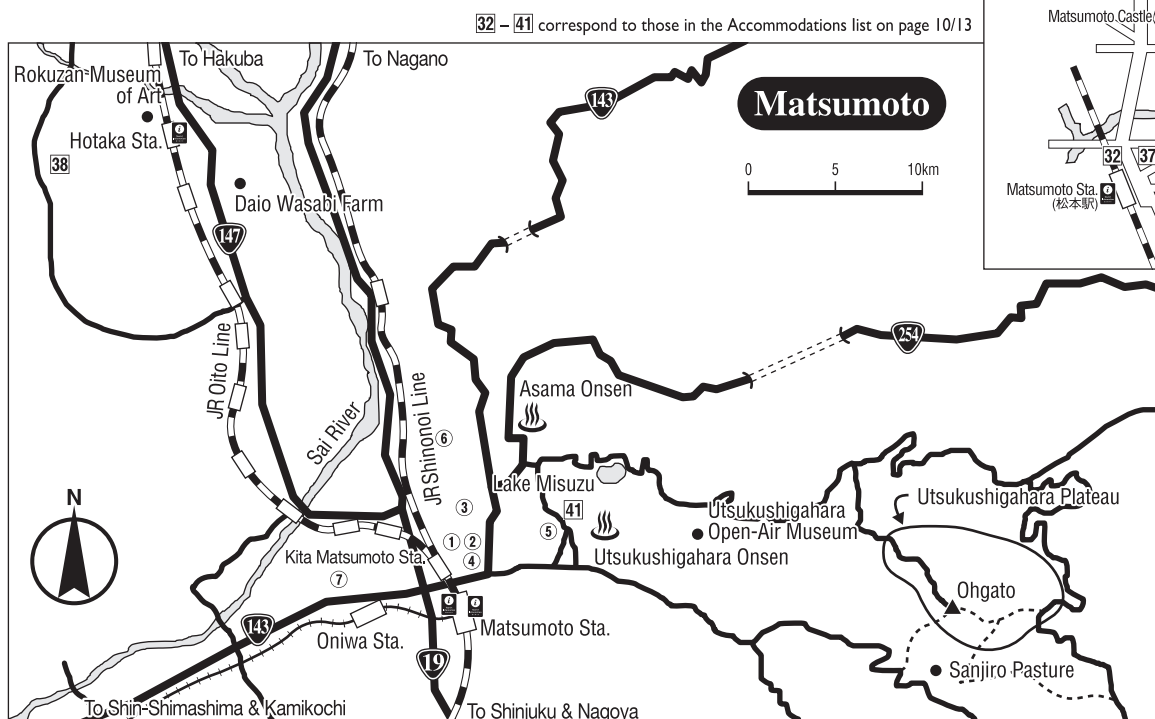 32 – 41 correspond to those in the Accommodations list on page 10/13
Matsumoto Castle
To Hakuba
To Nagano
Rokuzan Museum
of Art
Hotaka Sta.
38
Daio Wasabi Farm
147
143
Matsumoto
0 5 10km
32
37
Matsumoto Sta.
(松本駅)
254
JR Oito Line
Sai River
JR Shinonoi Line
Asama Onsen
6
Lake Misuzu
3
41
5
1 2
4
Utsukushigahara
Open-Air Museum
Utsukushigahara Onsen
Utsukushigahara Plateau
N
Kita Matsumoto Sta.
7
Ohgato
143
Oniwa Sta.
Matsumoto Sta.
19
Sanjiro Pasture
To Shin-Shimashima & Kamikochi
To Shinjuku & Nagoya